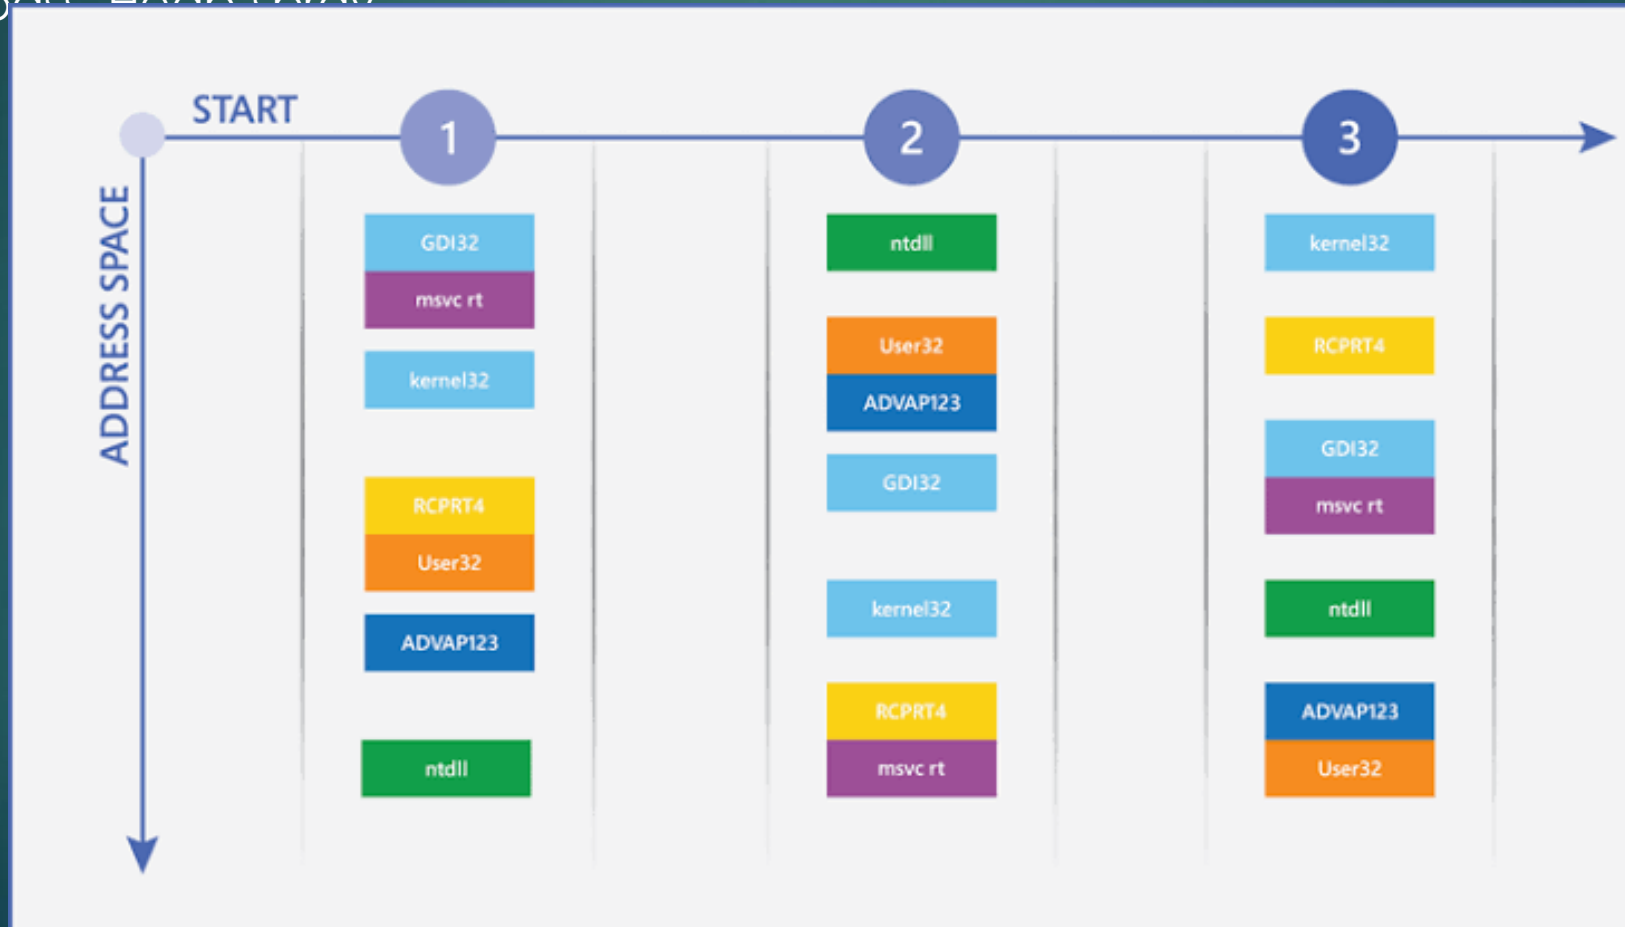 START
1
2
3
ADDRESS SPACE
GDI32
msvc rt
kernel32
RCPRT4
User32
ADVAP123
ntdll
ntdll
User32
ADVAP123
GDI32
kernel32
RCPRT4
msvc rt
kernel32
RCPRT4
GDI32
msvc rt
ntdll
ADVAP123
User32